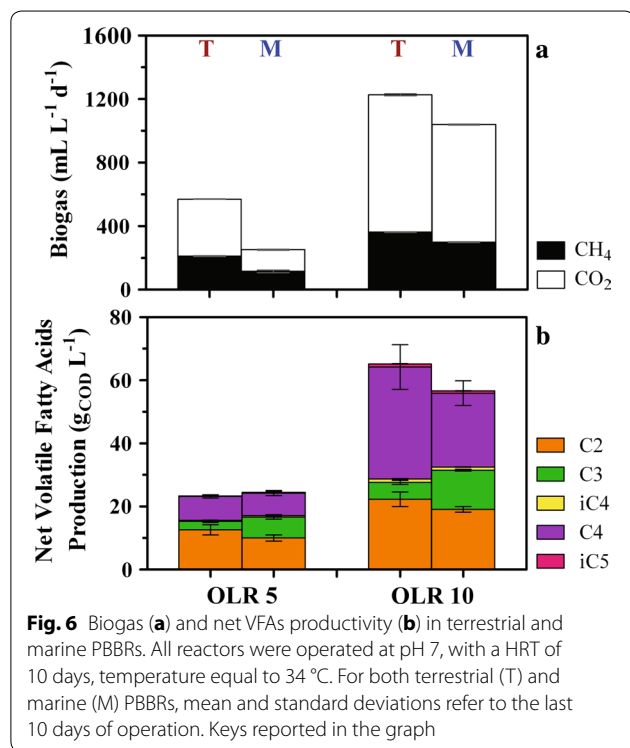 1600
T M T M a
1200
800
400
0
Biogas (mL L⁻¹ d⁻¹)
CH₄
CO₂
80
b
60
40
20
0
Net Volatile Fatty Acids
Production (gCOD L⁻¹)
C2
C3
iC4
C4
iC5
OLR 5 OLR 10
Fig. 6 Biogas (a) and net VFAs productivity (b) in terrestrial and
marine PBBRs. All reactors were operated at pH 7, with a HRT of
10 days, temperature equal to 34 °C. For both terrestrial (T) and
marine (M) PBBRs, mean and standard deviations refer to the last
10 days of operation. Keys reported in the graph